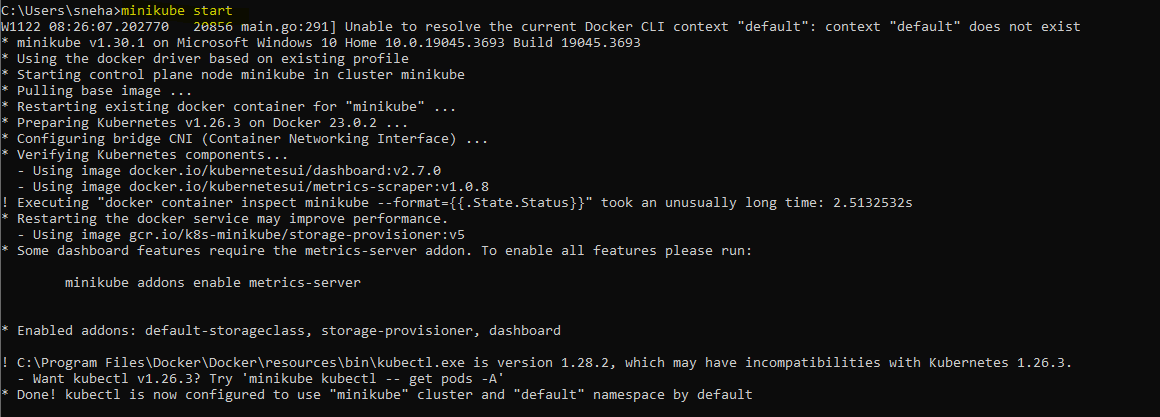 C:\Users\sneha>minikube start
W1122 08:26:07.202770   20856 main.go:291] Unable to resolve the current Docker CLI context "default": context "default" does not exist
* minikube v1.30.1 on Microsoft Windows 10 Home 10.0.19045.3693 Build 19045.3693
* Using the docker driver based on existing profile
* Starting control plane node minikube in cluster minikube
* Pulling base image ...
* Restarting existing docker container for "minikube" ...
* Preparing Kubernetes v1.26.3 on Docker 23.0.2 ...
* Configuring bridge CNI (Container Networking Interface) ...
* Verifying Kubernetes components...
  - Using image docker.io/kubernetesui/dashboard:v2.7.0
  - Using image docker.io/kubernetesui/metrics-scraper:v1.0.8
! Executing "docker container inspect minikube --format={{.State.Status}}" took an unusually long time: 2.5132532s
* Restarting the docker service may improve performance.
  - Using image gcr.io/k8s-minikube/storage-provisioner:v5
* Some dashboard features require the metrics-server addon. To enable all features please run:
        minikube addons enable metrics-server
* Enabled addons: default-storageclass, storage-provisioner, dashboard
! C:\Program Files\Docker\Docker\resources\bin\kubectl.exe is version 1.28.2, which may have incompatibilities with Kubernetes 1.26.3.
  - Want kubectl v1.26.3? Try 'minikube kubectl -- get pods -A'
* Done! kubectl is now configured to use "minikube" cluster and "default" namespace by default